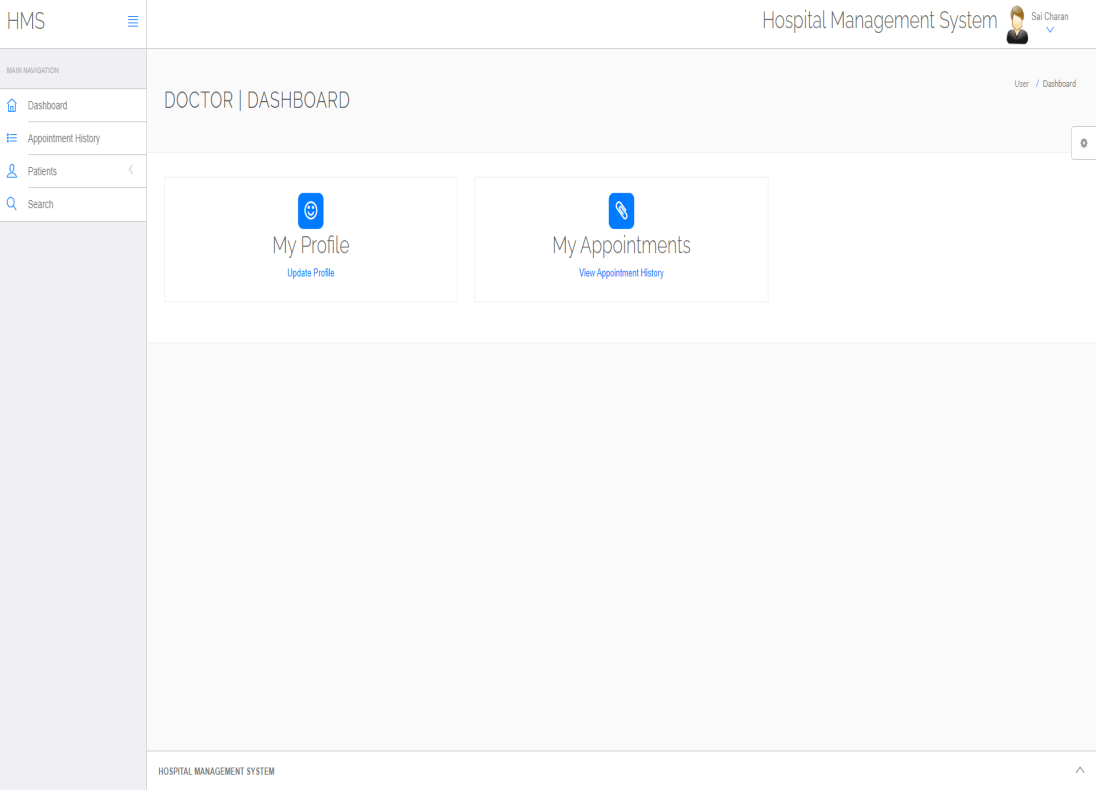 HMS
Hospital Management System
Sai Charan
MAIN NAVIGATION
Dashboard
Appointment History
Patients
Search
DOCTOR | DASHBOARD
User / Dashboard
My Profile
Update Profile
My Appointments
View Appointment History
HOSPITAL MANAGEMENT SYSTEM